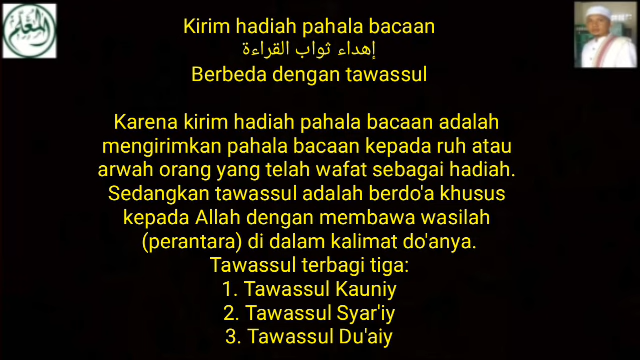 المعلم
Kirim hadiah pahala bacaan
إهداء ثواب القراءة
Berbeda dengan tawassul
Karena kirim hadiah pahala bacaan adalah
mengirimkan pahala bacaan kepada ruh atau
arwah orang yang telah wafat sebagai hadiah.
Sedangkan tawassul adalah berdo'a khusus
kepada Allah dengan membawa wasilah
(perantara) di dalam kalimat do'anya.
Tawassul terbagi tiga:
1. Tawassul Kauniy
2. Tawassul Syar'iy
3. Tawassul Du'aiy